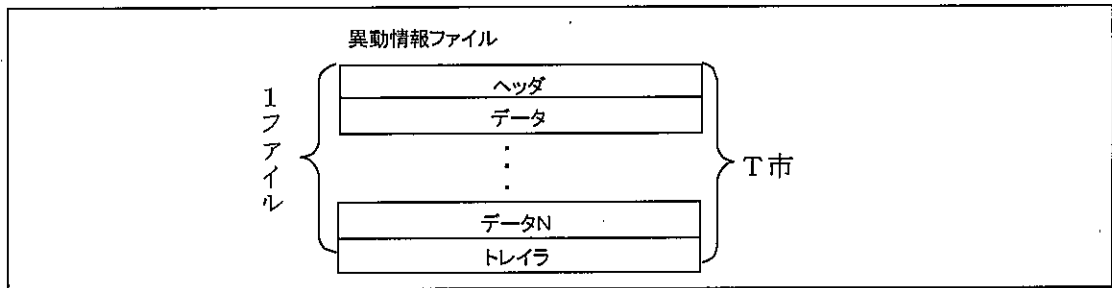 異動情報ファイル
ヘッダ
データ
1ファイル
T市
データN
トレイラ